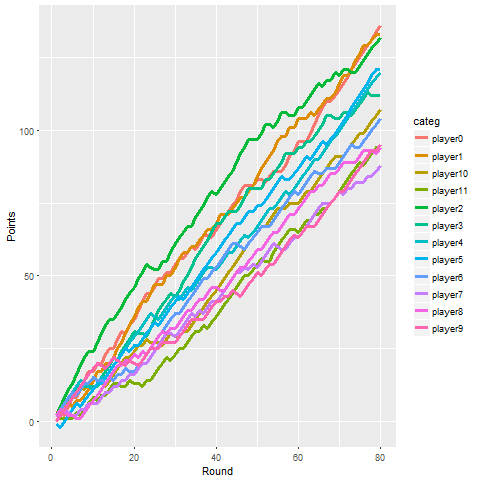 categ
player0
player1
player10
player11
player2
player3
player4
player5
player6
player7
player8
player9
Points
100
50
0
0
20
40
60
80
Round